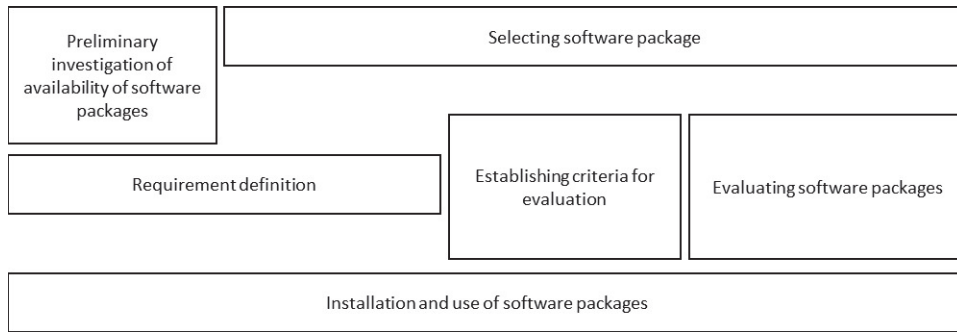 Preliminary
investigation of
availability of software
packages
Selecting software package
Requirement definition
Establishing criteria for
evaluation
Evaluating software packages
Installation and use of software packages